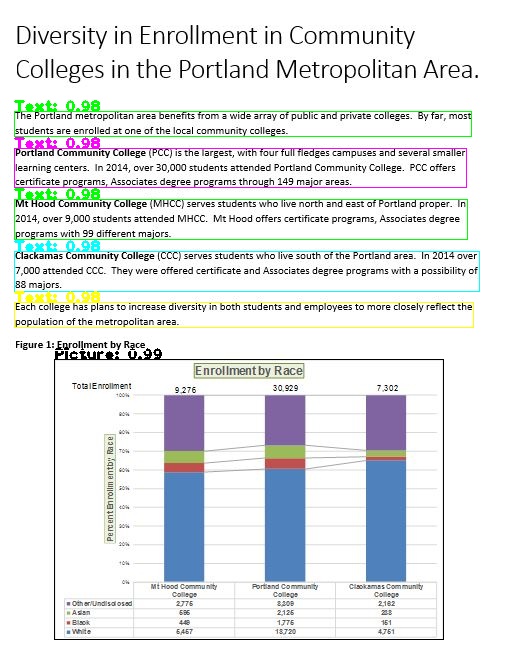 Diversity in Enrollment in Community
Colleges in the Portland Metropolitan Area.
Text: 0.98
The Portland metropolitan area benefits from a wide array of public and private colleges. By far, most
students are enrolled at one of the local community colleges.
Text: 0.98
Portland Community College (PCC) is the largest, with four full fledges campuses and several smaller
learning centers. In 2014, over 30,000 students attended Portland Community College. PCC offers
certificate programs, Associates degree programs through 149 major areas.
Text: 0.98
Mt Hood Community College (MHCC) serves students who live north and east of Portland proper. In
2014, over 9,000 students attended MHCC. Mt Hood offers certificate programs, Associates degree
programs with 99 different majors.
Text: 0.98
Clackamas Community College (CCC) serves students who live south of the Portland area. In 2014 over
7,000 attended CCC. They were offered certificate and Associates degree programs with a possibility of
88 majors.
Text: 0.98
Each college has plans to increase diversity in both students and employees to more closely reflect the
population of the metropolitan area.
Figure 1: Enrollment by Race
Picture: 0.99
Enrollment by Race
Total Enrollment 9,276 30,929 7,302
100%
90%
80%
70%
60%
50%
40%
30%
20%
10%
0%
Percent Enrollment by Race
Mt Hood Community College Portland Community College Clackamas Community College
Other/Undisclosed 2,775 8,309 2,162
Asian 595 2,125 238
Black 449 1,775 151
White 5,457 18,720 4,751